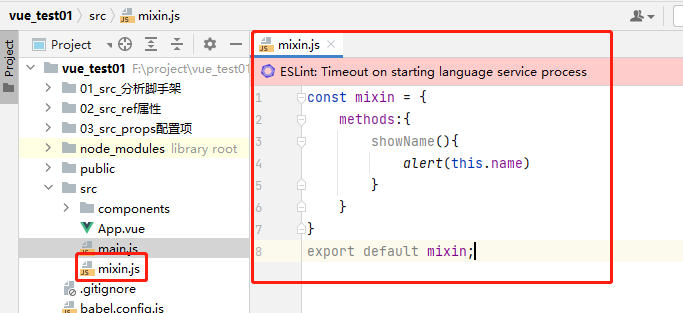 vue_test01 > src > mixin.js
Project
Project
mixin.js ×
vue_test01 F:\project\vue_test01
01_src_分析脚手架
02_src_ref属性
03_src_props配置项
node_modules library root
public
src
components
App.vue
main.js
mixin.js
.gitignore
babel.config.js
ESLint: Timeout on starting language service process
1 const mixin = {
2 methods:{
3 showName(){
4 alert(this.name)
5 }
6 }
7 }
8 export default mixin;